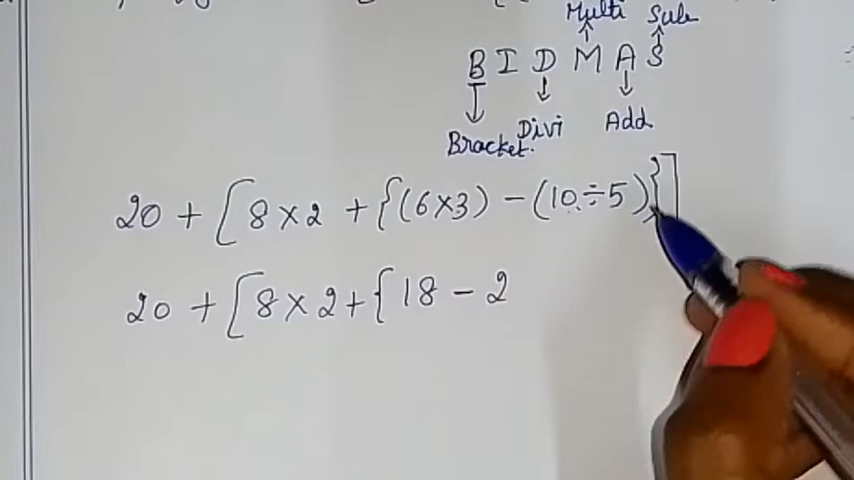 Multi Sub
B I D M A S
Bracket. Divi Add
20 + [8 × 2 + {(6 × 3) - (10 ÷ 5)}]
20 + [8 × 2 + {18 - 2